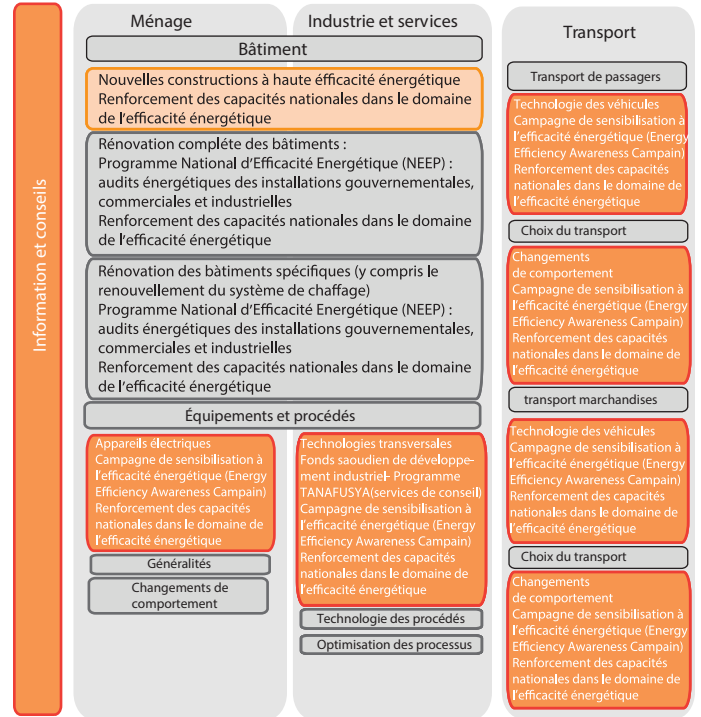 Information et conseils
Ménage
Industrie et services
Bâtiment
Nouvelles constructions à haute éfficacité énergétique
Renforcement des capacités nationales dans le domaine
de l'efficacité énergétique
Rénovation compléte des bâtiments :
Programme National d'Efficacité Energétique (NEEP) :
audits énergétiques des installations gouvernementales,
commerciales et industrielles
Renforcement des capacités nationales dans le domaine
de l'efficacité énergétique
Rénovation des bàtiments spécifiques (y compris le
renouvellement du système de chaffage)
Programme National d'Efficacité Energétique (NEEP) :
audits énergétiques des installations gouvernementales,
commerciales et industrielles
Renforcement des capacités nationales dans le domaine
de l'efficacité énergétique
Équipements et procédés
Appareils électriques
Campagne de sensibilisation à
l'efficacité énergétique (Energy
Efficiency Awareness Campain)
Renforcement des capacités
nationales dans le domaine de
l'efficacité énergétique
Généralités
Changements de
comportement
Technologies transversales
Fonds saoudien de développe-
ment industriel- Programme
TANAFUSYA(services de conseil)
Campagne de sensibilisation à
l'efficacité énergétique (Energy
Efficiency Awareness Campain)
Renforcement des capacités
nationales dans le domaine de
l'efficacité énergétique
Technologie des procédés
Optimisation des processus
Transport
Transport de passagers
Technologie des véhicules
Campagne de sensibilisation à
l'efficacité énergétique (Energy
Efficiency Awareness Campain)
Renforcement des capacités
nationales dans le domaine de
l'efficacité énergétique
Choix du transport
Changements
de comportement
Campagne de sensibilisation à
l'efficacité énergétique (Energy
Efficiency Awareness Campain)
Renforcement des capacités
nationales dans le domaine de
l'efficacité énergétique
transport marchandises
Technologie des véhicules
Campagne de sensibilisation à
l'efficacité énergétique (Energy
Efficiency Awareness Campain)
Renforcement des capacités
nationales dans le domaine de
l'efficacité énergétique
Choix du transport
Changements
de comportement
Campagne de sensibilisation à
l'efficacité énergétique (Energy
Efficiency Awareness Campain)
Renforcement des capacités
nationales dans le domaine de
l'efficacité énergétique